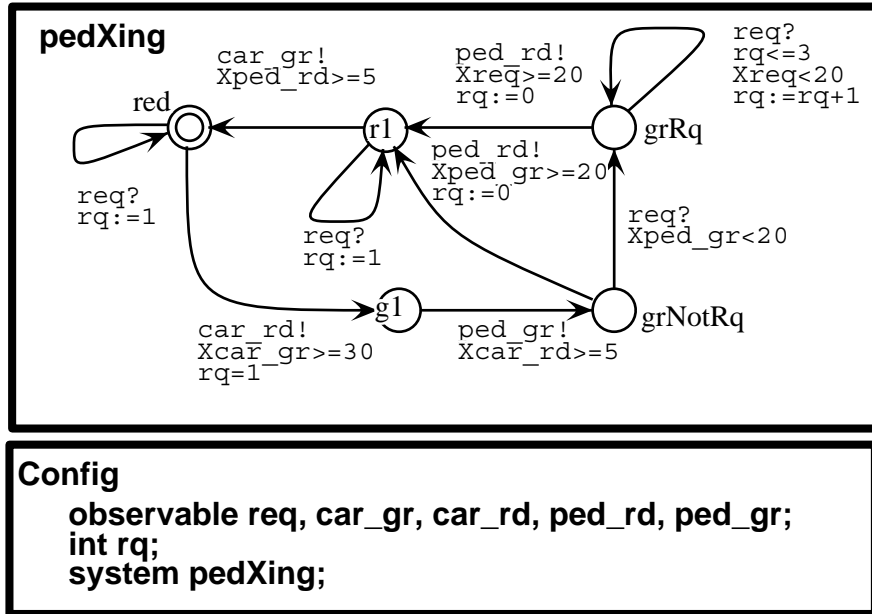 pedXing
car_gr!
Xped_rd>=5
ped_rd!
Xreq>=20
rq:=0
req?
rq<=3
Xreq<20
rq:=rq+1
red
r1
grRq
ped_rd!
Xped_gr>=20
rq:=0
req?
rq:=1
req?
rq:=1
req?
Xped_gr<20
g1
grNotRq
car_rd!
Xcar_gr>=30
rq=1
ped_gr!
Xcar_rd>=5
Config
observable req, car_gr, car_rd, ped_rd, ped_gr;
int rq;
system pedXing;